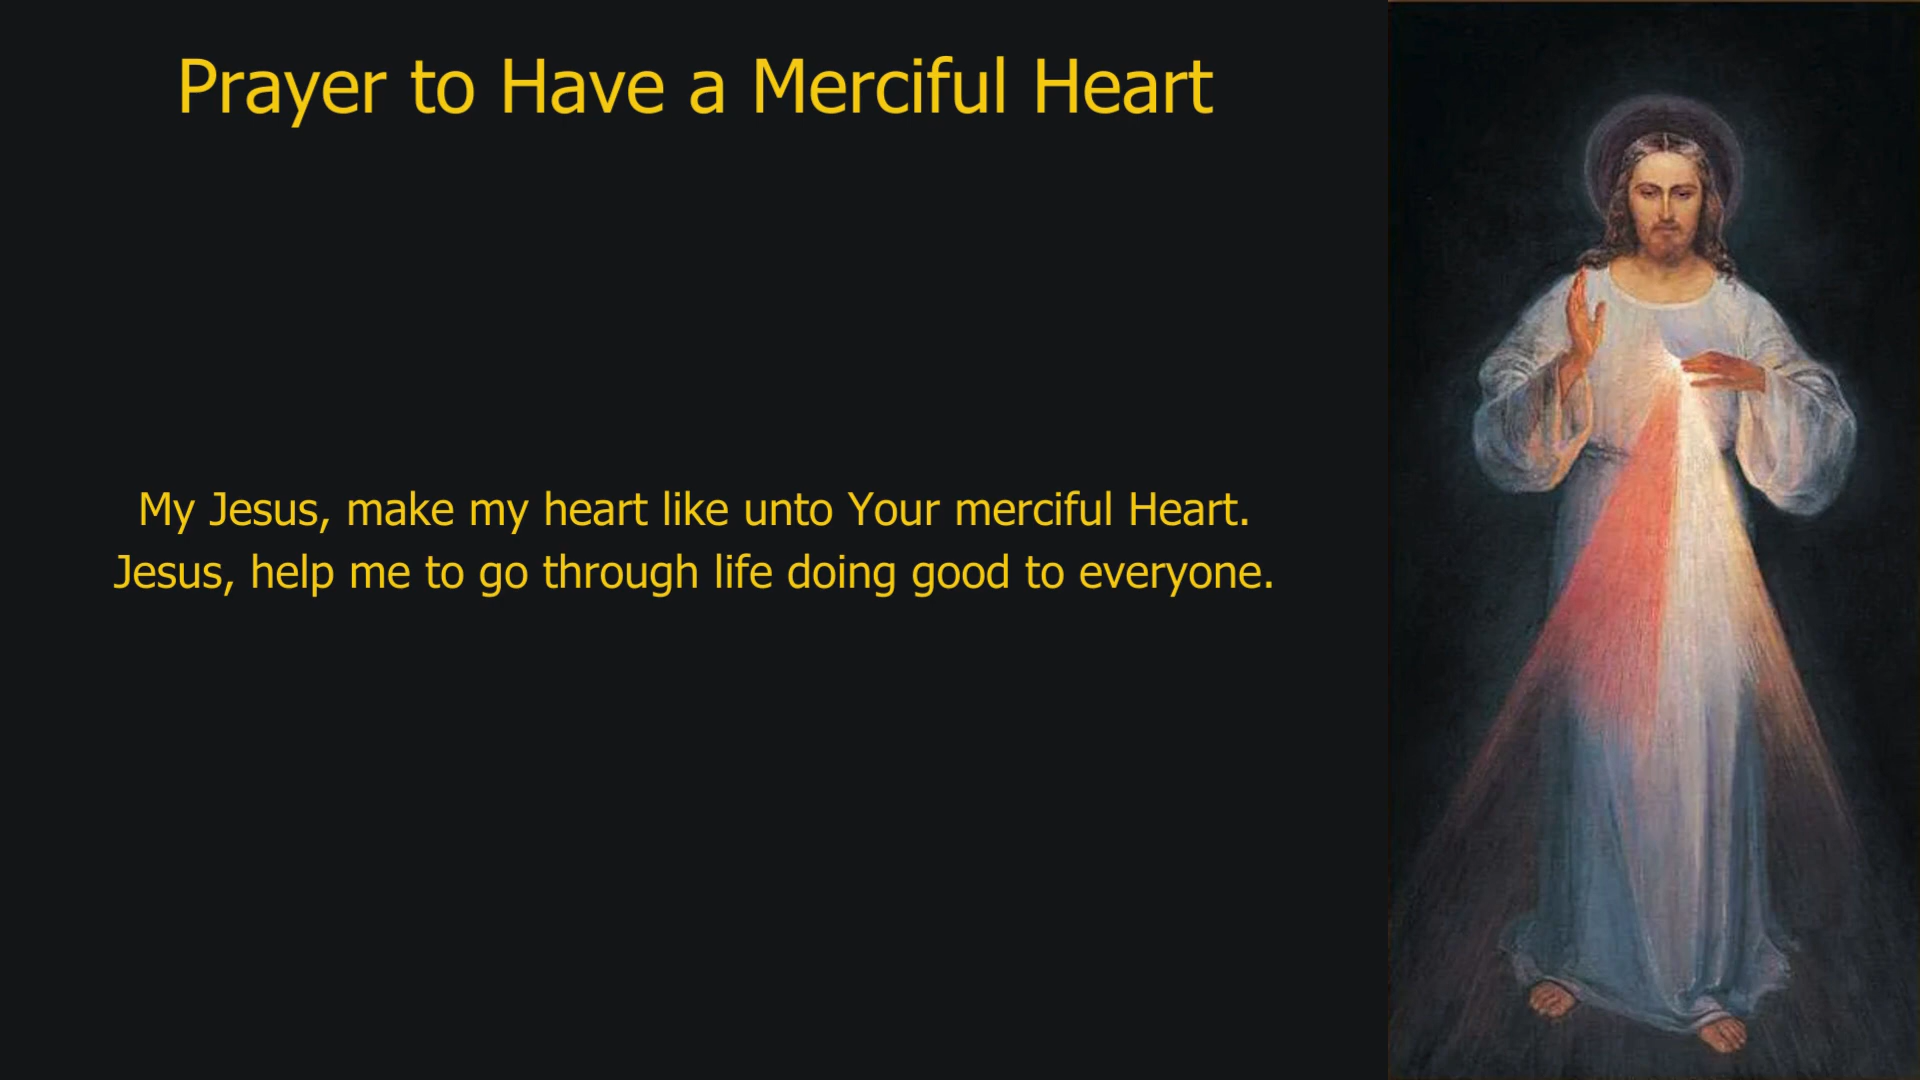 Prayer to Have a Merciful Heart
My Jesus, make my heart like unto Your merciful Heart.
Jesus, help me to go through life doing good to everyone.